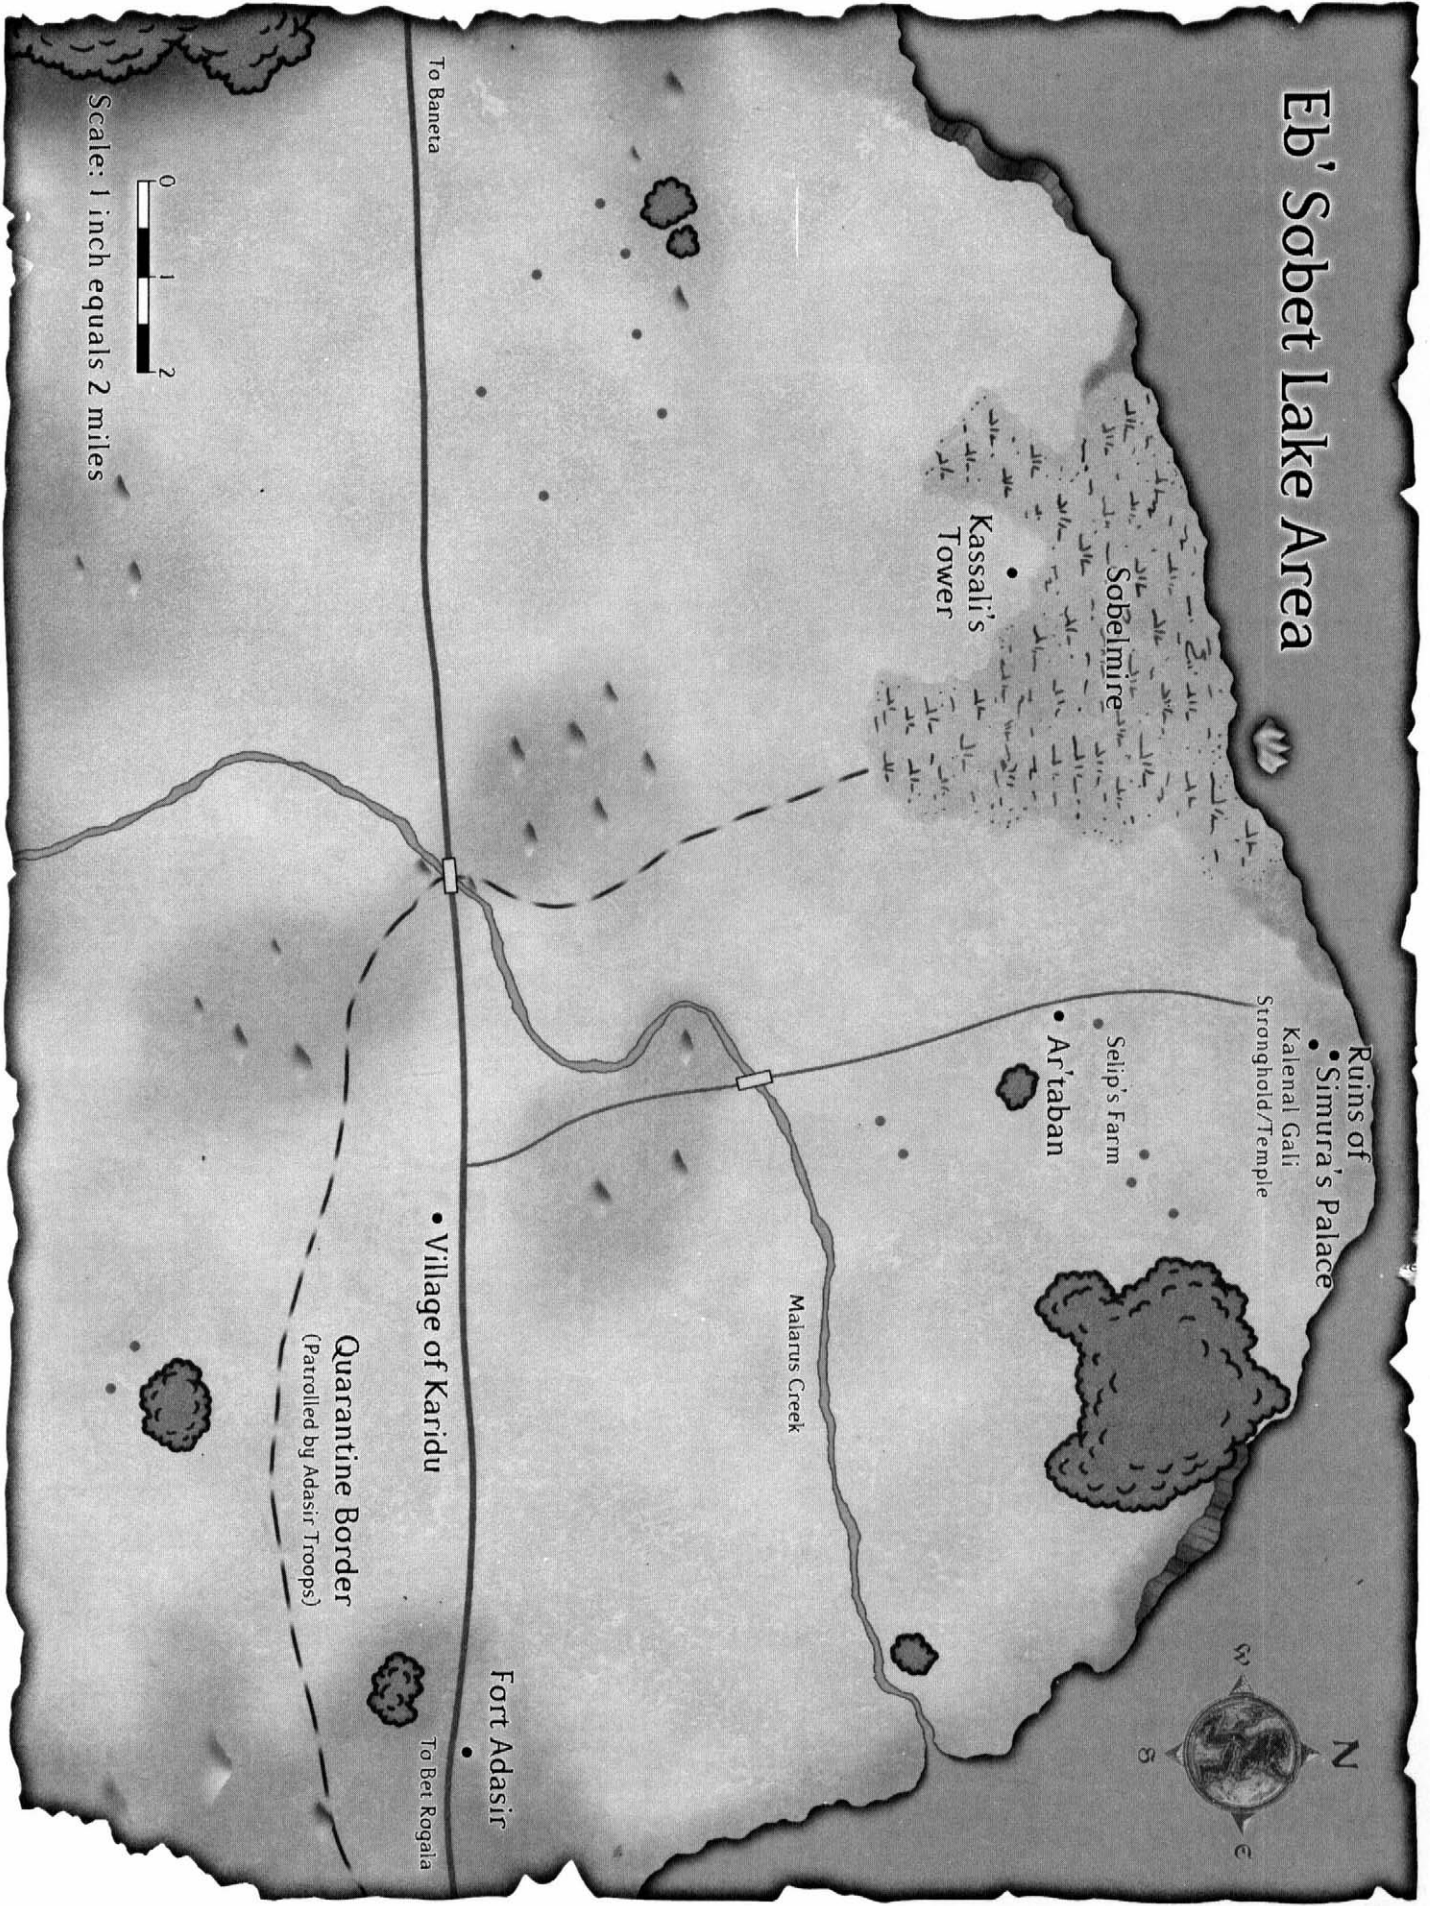 Eb' Sobet Lake Area
N
W
E
S
Ruins of
Simura's Palace
Kalenal Gali
Stronghold/Temple
Sobelmire
Selip's Farm
Ar'taban
Kassali's
Tower
Malarus Creek
Fort Adasir
To Baneta
Village of Karidu
To Bet Rogala
Quarantine Border
(Patrolled by Adasir Troops)
0 1 2
Scale: 1 inch equals 2 miles